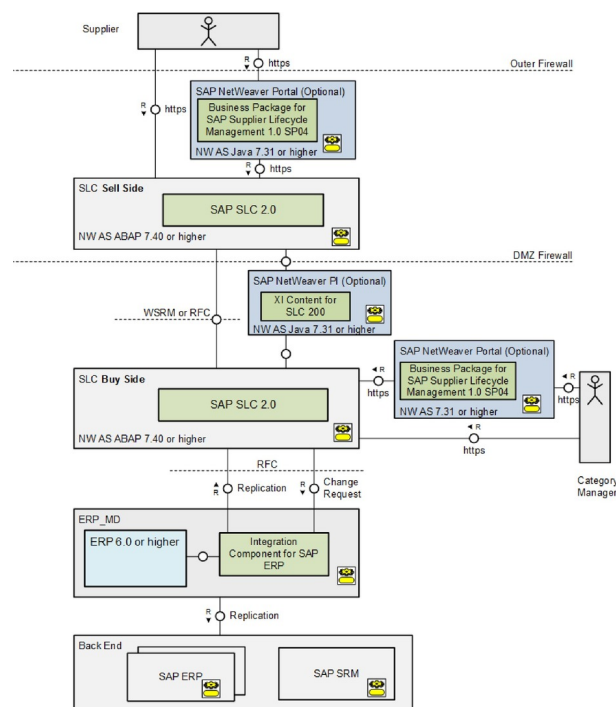 Supplier
R
https
Outer Firewall
SAP NetWeaver Portal (Optional)
R
https
Business Package for
SAP Supplier Lifecycle
Management 1.0 SP04
NW AS Java 7.31 or higher
R
https
SLC Sell Side
SAP SLC 2.0
NW AS ABAP 7.40 or higher
DMZ Firewall
SAP NetWeaver PI (Optional)
XI Content for
SLC 200
WSRM or RFC
NW AS Java 7.31 or higher
SAP NetWeaver Portal (Optional)
Business Package for
SAP Supplier Lifecycle
Management 1.0 SP04
NW AS 7.31 or higher
R
https
R
https
SLC Buy Side
SAP SLC 2.0
NW AS ABAP 7.40 or higher
R
https
Category
Manager
RFC
R
Replication
R
Change
Request
ERP_MD
ERP 6.0 or higher
Integration
Component for SAP
ERP
R
Replication
Back End
SAP ERP
SAP SRM